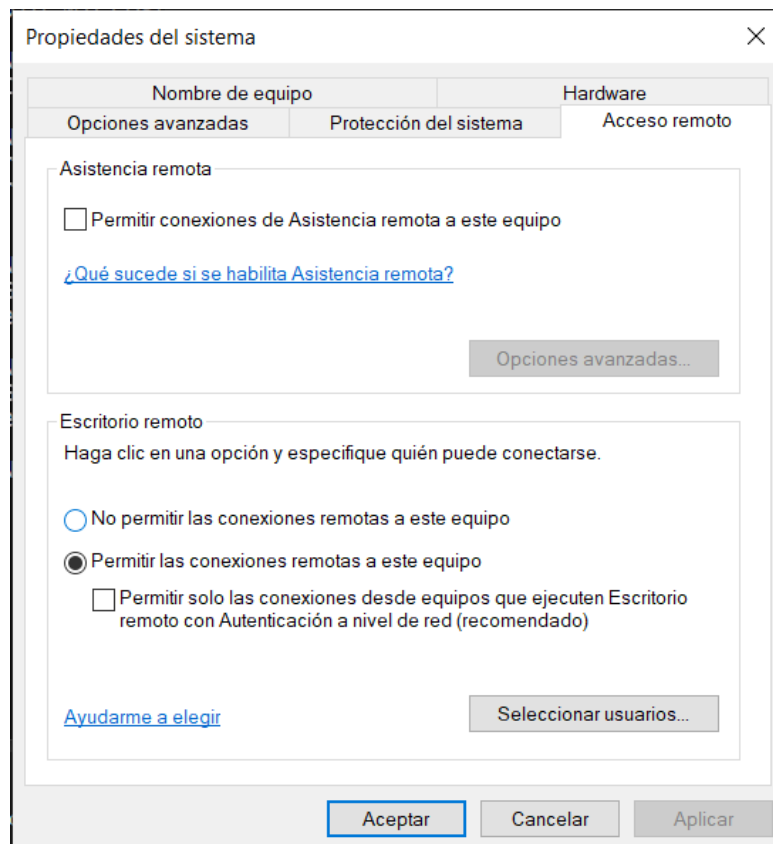 Propiedades del sistema
Nombre de equipo
Hardware
Opciones avanzadas
Protección del sistema
Acceso remoto
Asistencia remota
Permitir conexiones de Asistencia remota a este equipo
¿Qué sucede si se habilita Asistencia remota?
Opciones avanzadas...
Escritorio remoto
Haga clic en una opción y especifique quién puede conectarse.
No permitir las conexiones remotas a este equipo
Permitir las conexiones remotas a este equipo
Permitir solo las conexiones desde equipos que ejecuten Escritorio
remoto con Autenticación a nivel de red (recomendado)
Ayudarme a elegir
Seleccionar usuarios...
Aceptar
Cancelar
Aplicar